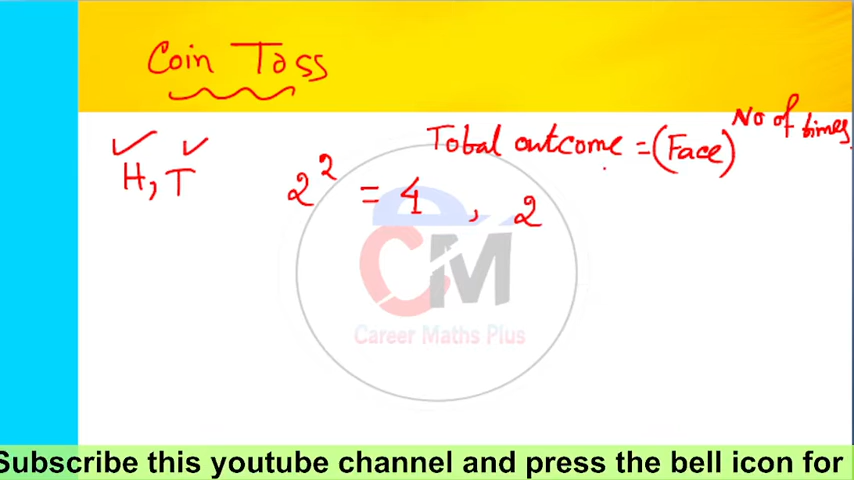 Coin Toss
Total outcome = (Face)^No of times
H, T
2^2 = 4 , 2
CM
Career Maths Plus
Subscribe this youtube channel and press the bell icon for